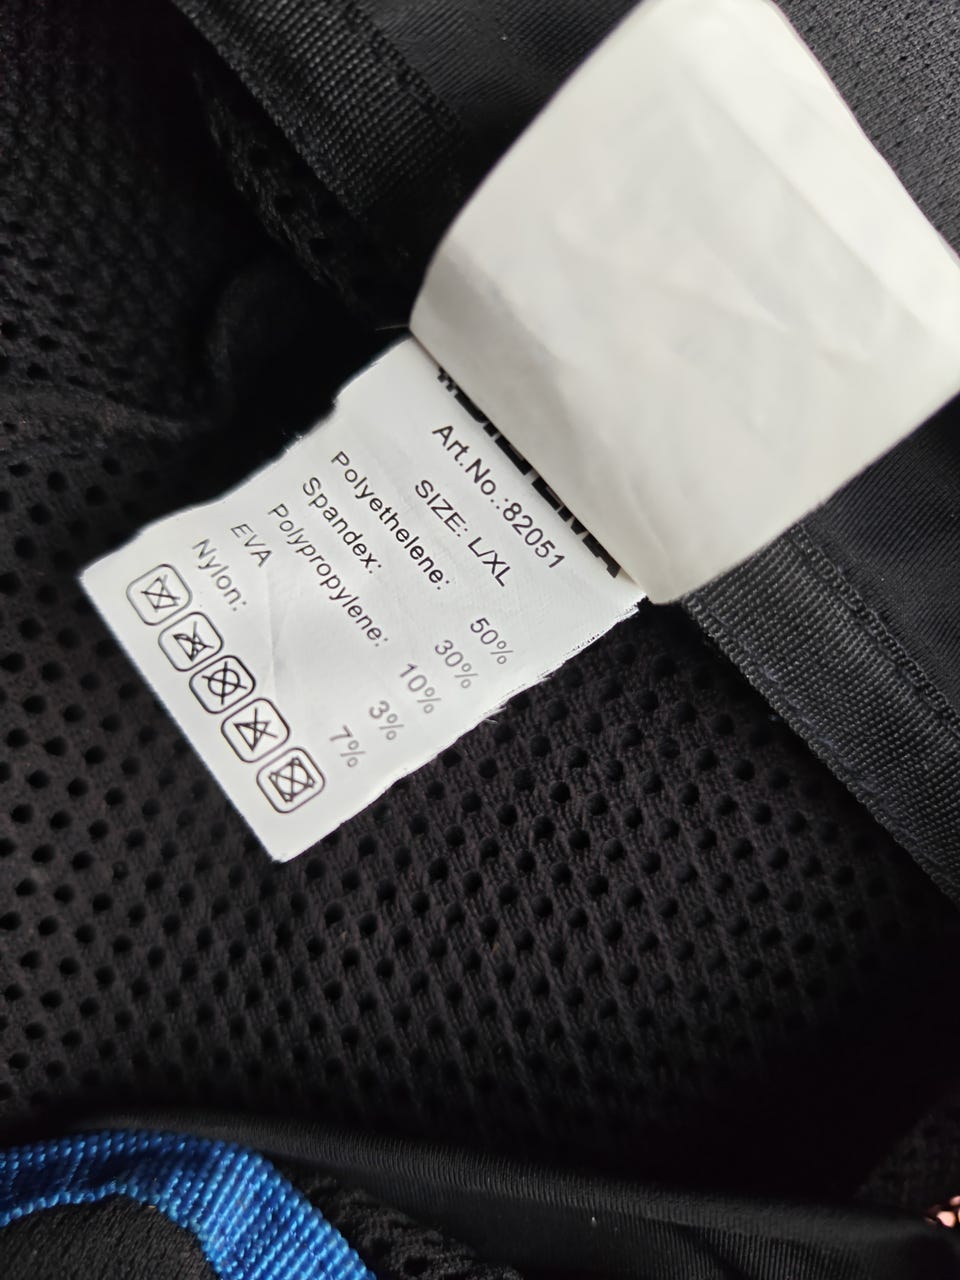 Art.No.:82051
SIZE: L/XL
Polyethelene: 50%
Spandex: 30%
Polypropylene: 10%
EVA 3%
Nylon: 7%